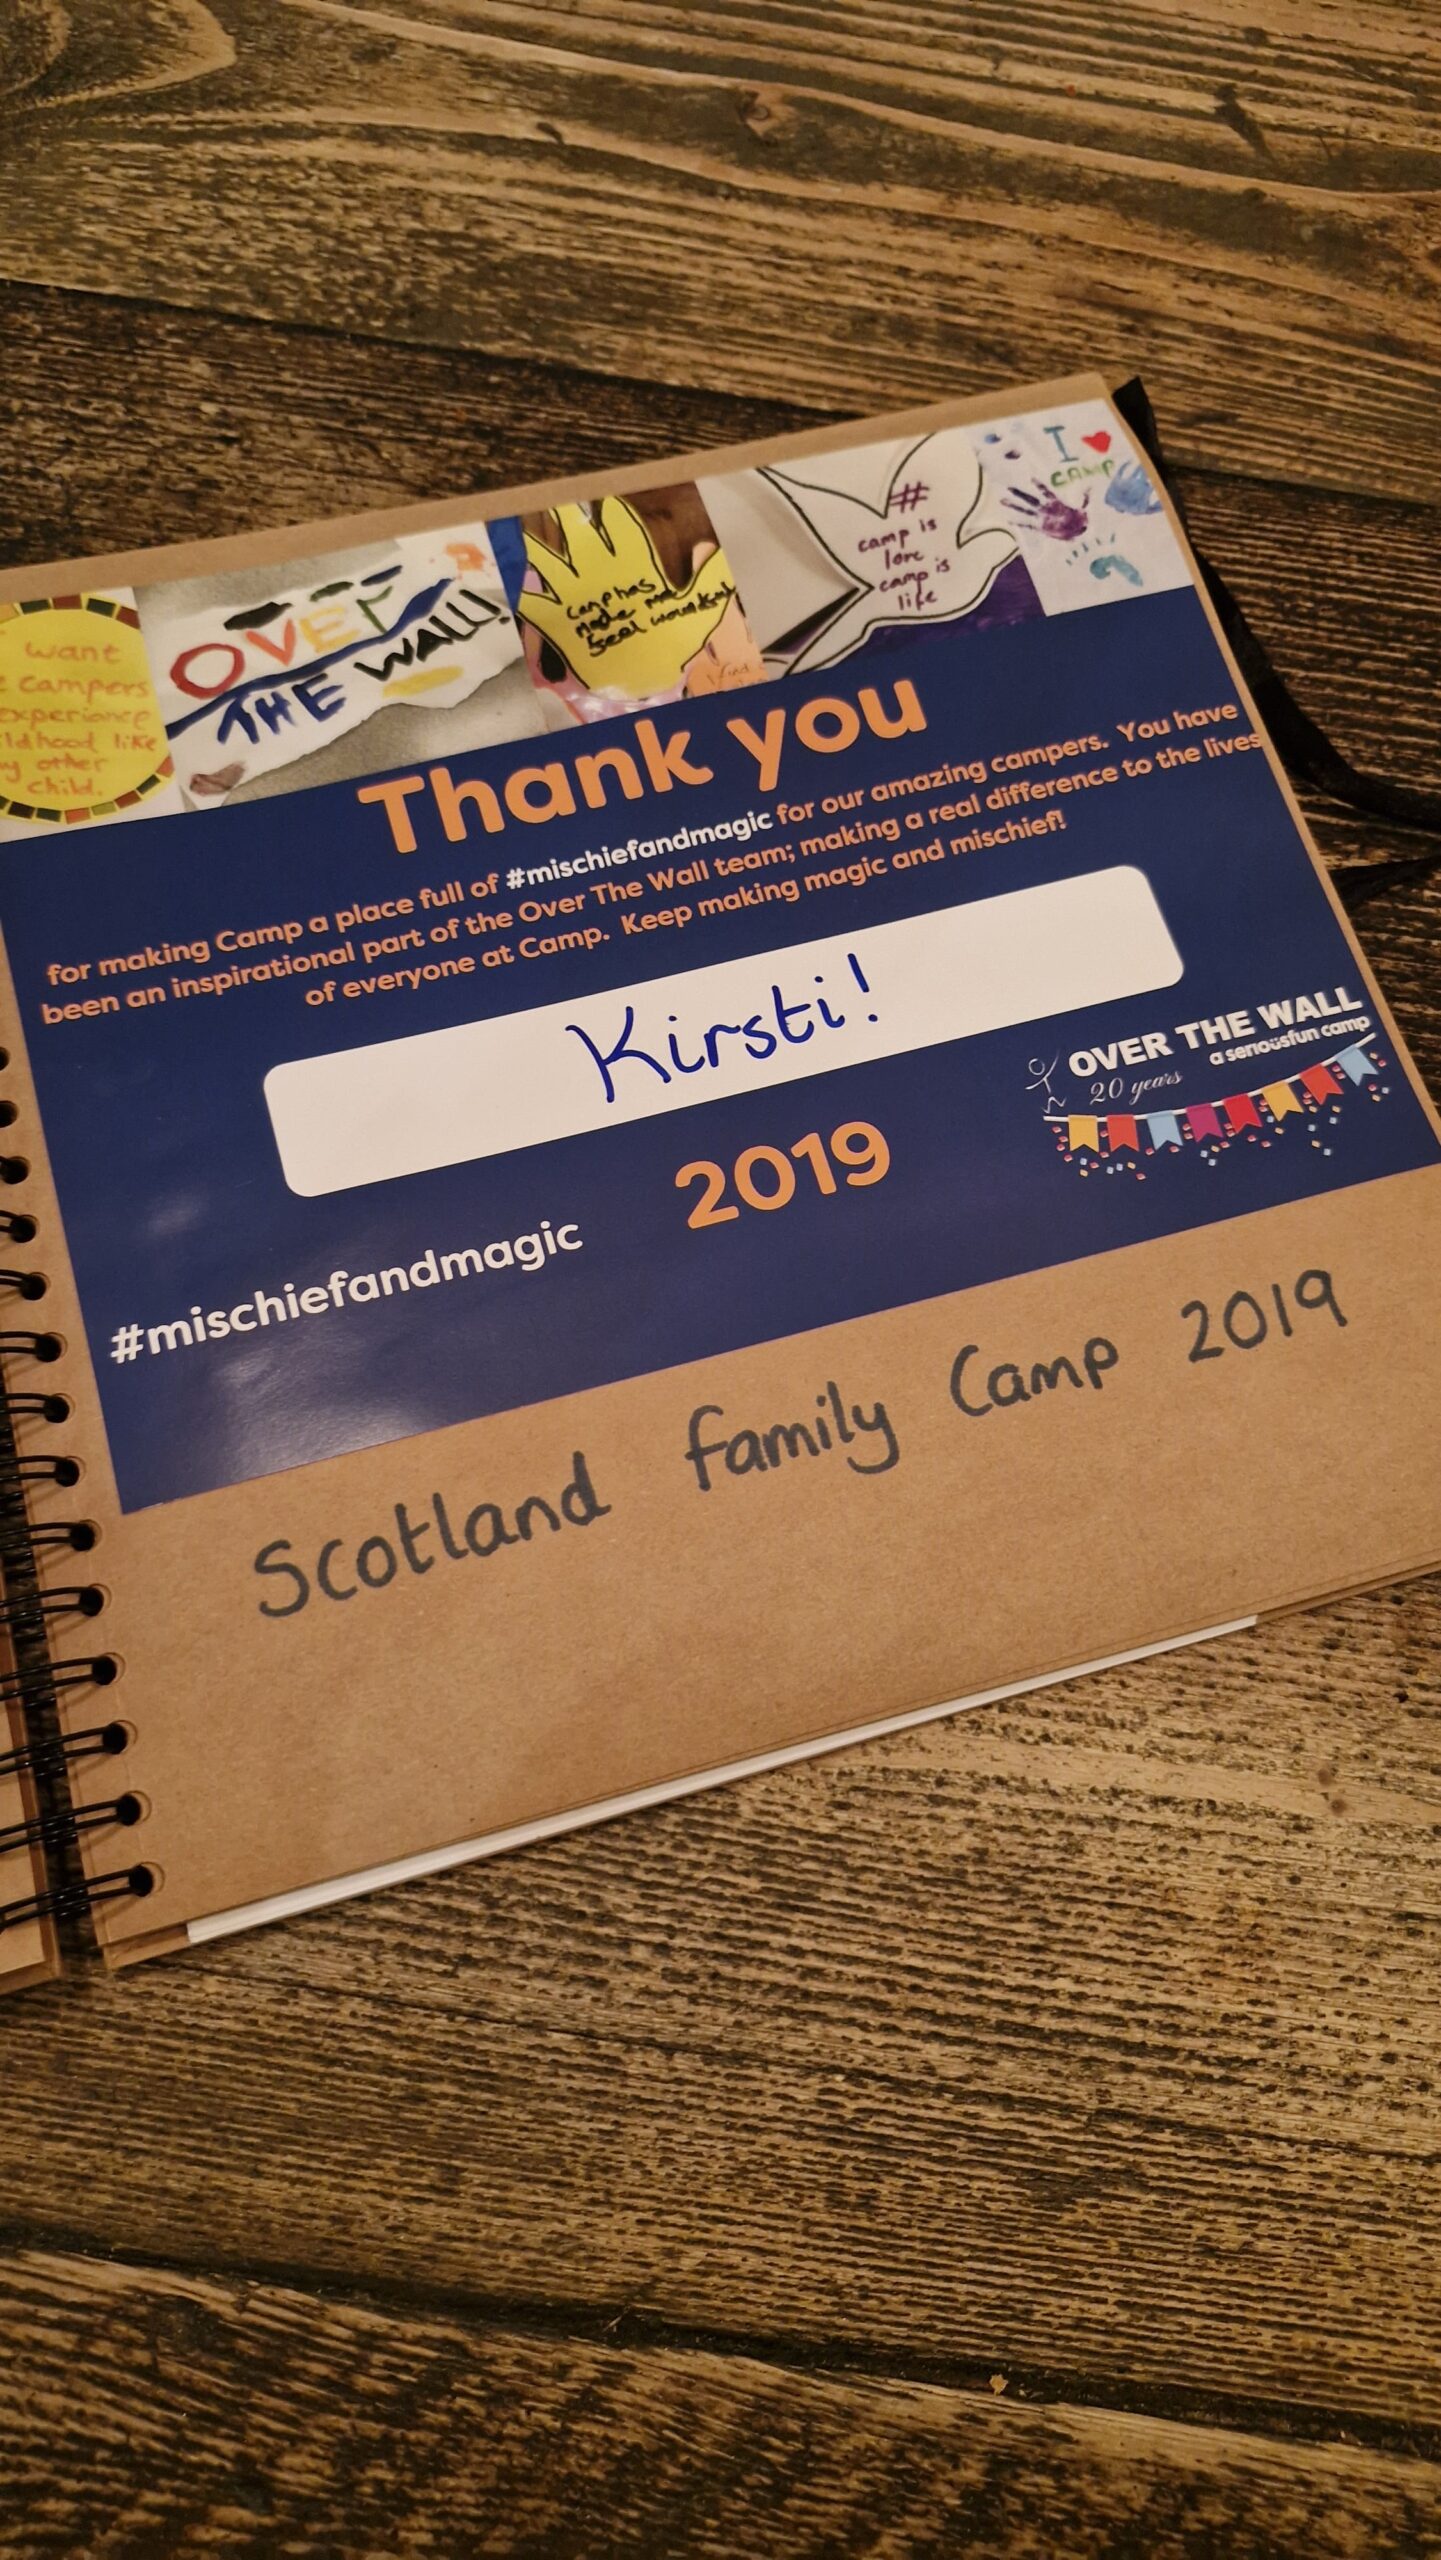 want
campers
experience
ildhood like
y other
child.
OVER
THE WALL!
Camp has
Made me
feel wonderful
#
camp is
love
camp is
life
I ♥
CAMP
Thank you
for making Camp a place full of #mischiefandmagic for our amazing campers. You have
been an inspirational part of the Over The Wall team; making a real difference to the lives
of everyone at Camp. Keep making magic and mischief!
Kirsti!
OVER THE WALL
20 years a seriousfun camp
2019
#mischiefandmagic
Scotland family Camp 2019